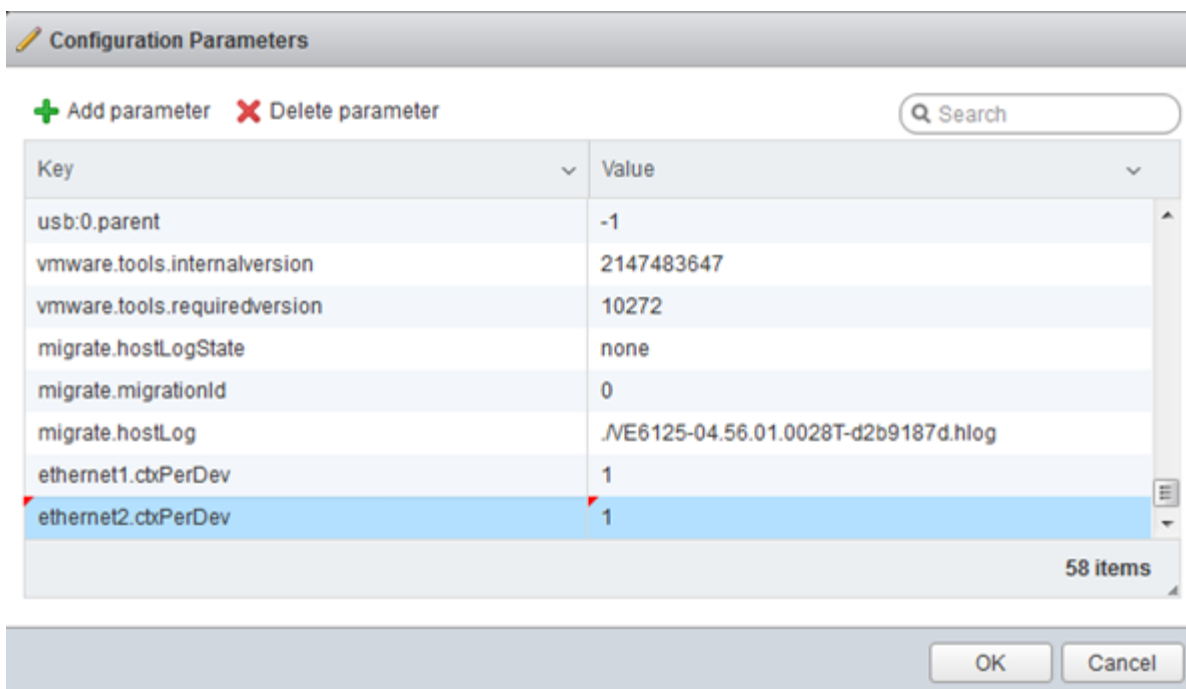 Configuration Parameters
Add parameter Delete parameter Search
Key Value
usb:0.parent -1
vmware.tools.internalversion 2147483647
vmware.tools.requiredversion 10272
migrate.hostLogState none
migrate.migrationId 0
migrate.hostLog ./VE6125-04.56.01.0028T-d2b9187d.hlog
ethernet1.ctxPerDev 1
ethernet2.ctxPerDev 1
58 items
OK Cancel